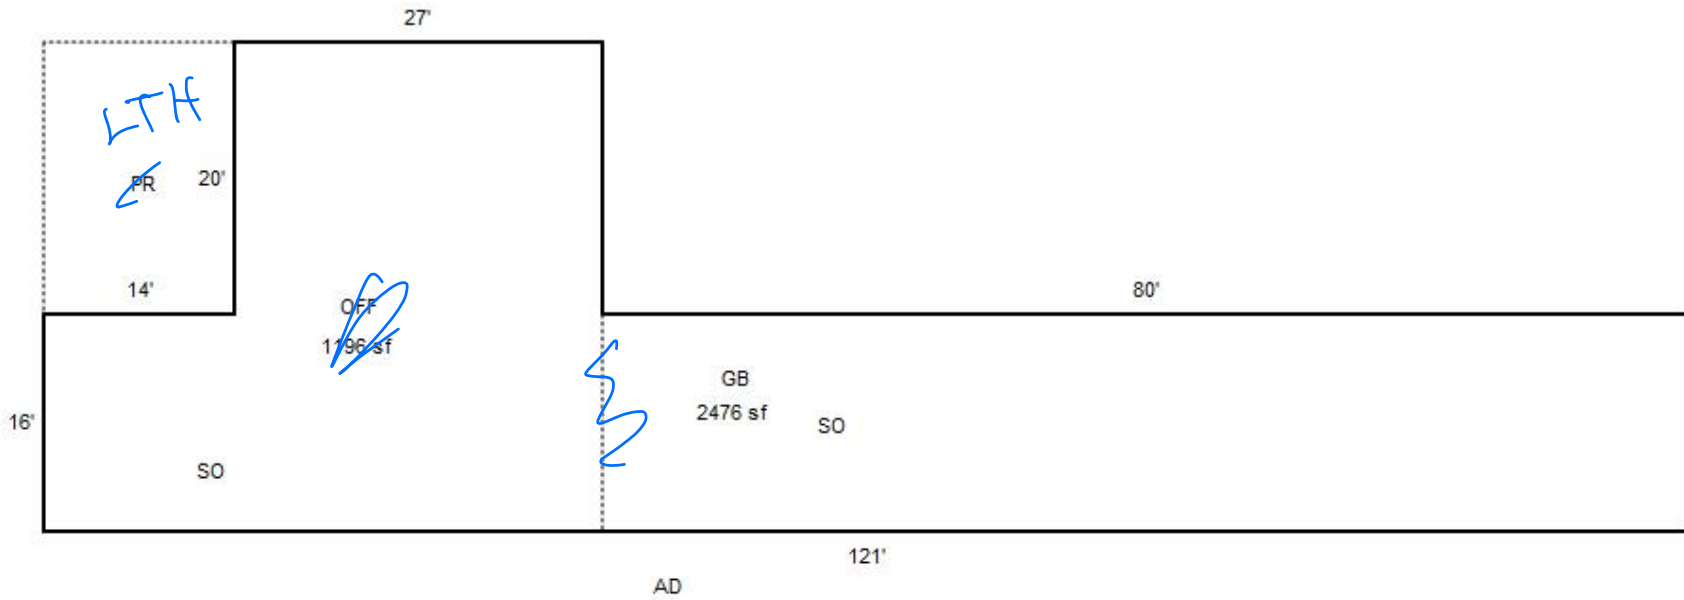 27'
LTH
PR
20'
14'
80'
OFF
1196 sf
GB
2476 sf
SO
16'
SO
121'
AD